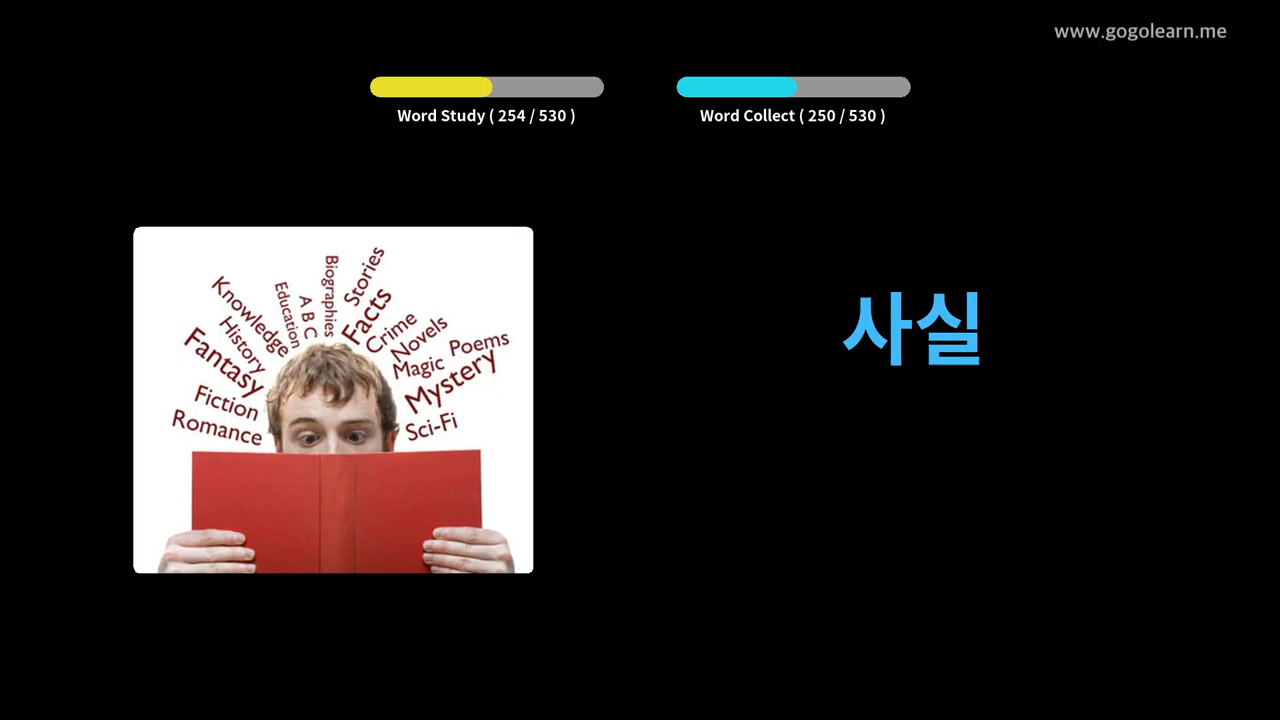 www.gogolearn.me
Word Study ( 254 / 530 )
Word Collect ( 250 / 530 )
사실
Stories
Biographies
Facts
A B C
Education
Knowledge
Crime
History
Novels
Poems
Fantasy
Magic
Mystery
Fiction
Romance
Sci-Fi